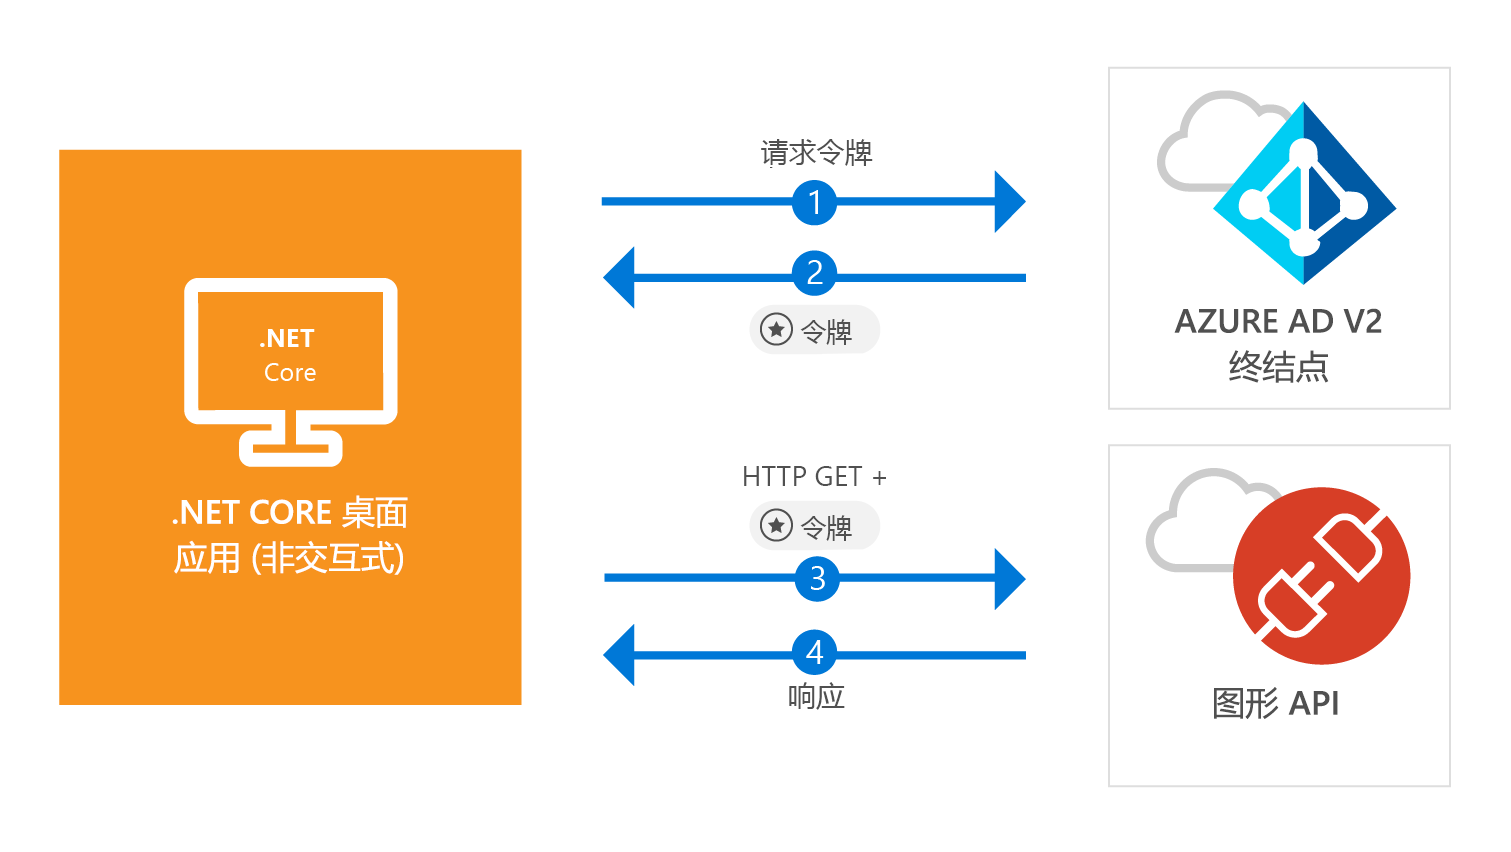 .NET
Core
.NET CORE 桌面
应用 (非交互式)
请求令牌
1
2
令牌
HTTP GET +
令牌
3
4
响应
AZURE AD V2
终结点
图形 API